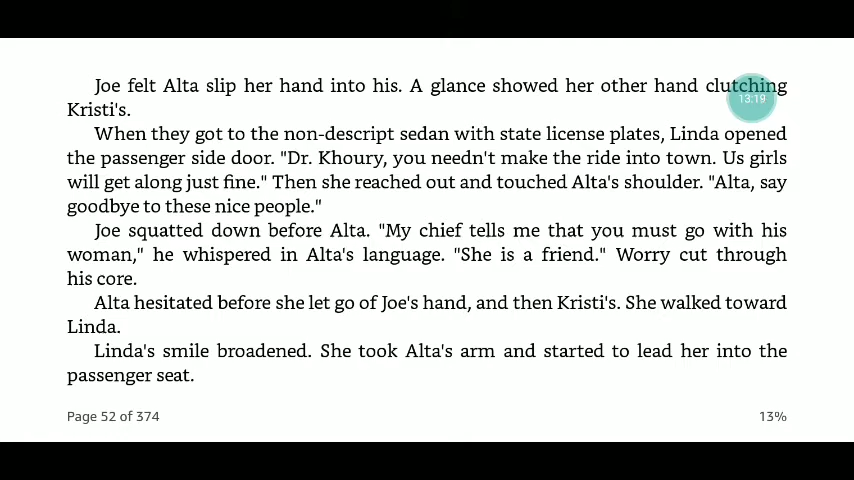 Joe felt Alta slip her hand into his. A glance showed her other hand clutching
13:19
Kristi's.
When they got to the non-descript sedan with state license plates, Linda opened
the passenger side door. "Dr. Khoury, you needn't make the ride into town. Us girls
will get along just fine." Then she reached out and touched Alta's shoulder. "Alta, say
goodbye to these nice people."
Joe squatted down before Alta. "My chief tells me that you must go with his
woman," he whispered in Alta's language. "She is a friend." Worry cut through
his core.
Alta hesitated before she let go of Joe's hand, and then Kristi's. She walked toward
Linda.
Linda's smile broadened. She took Alta's arm and started to lead her into the
passenger seat.
Page 52 of 374 13%